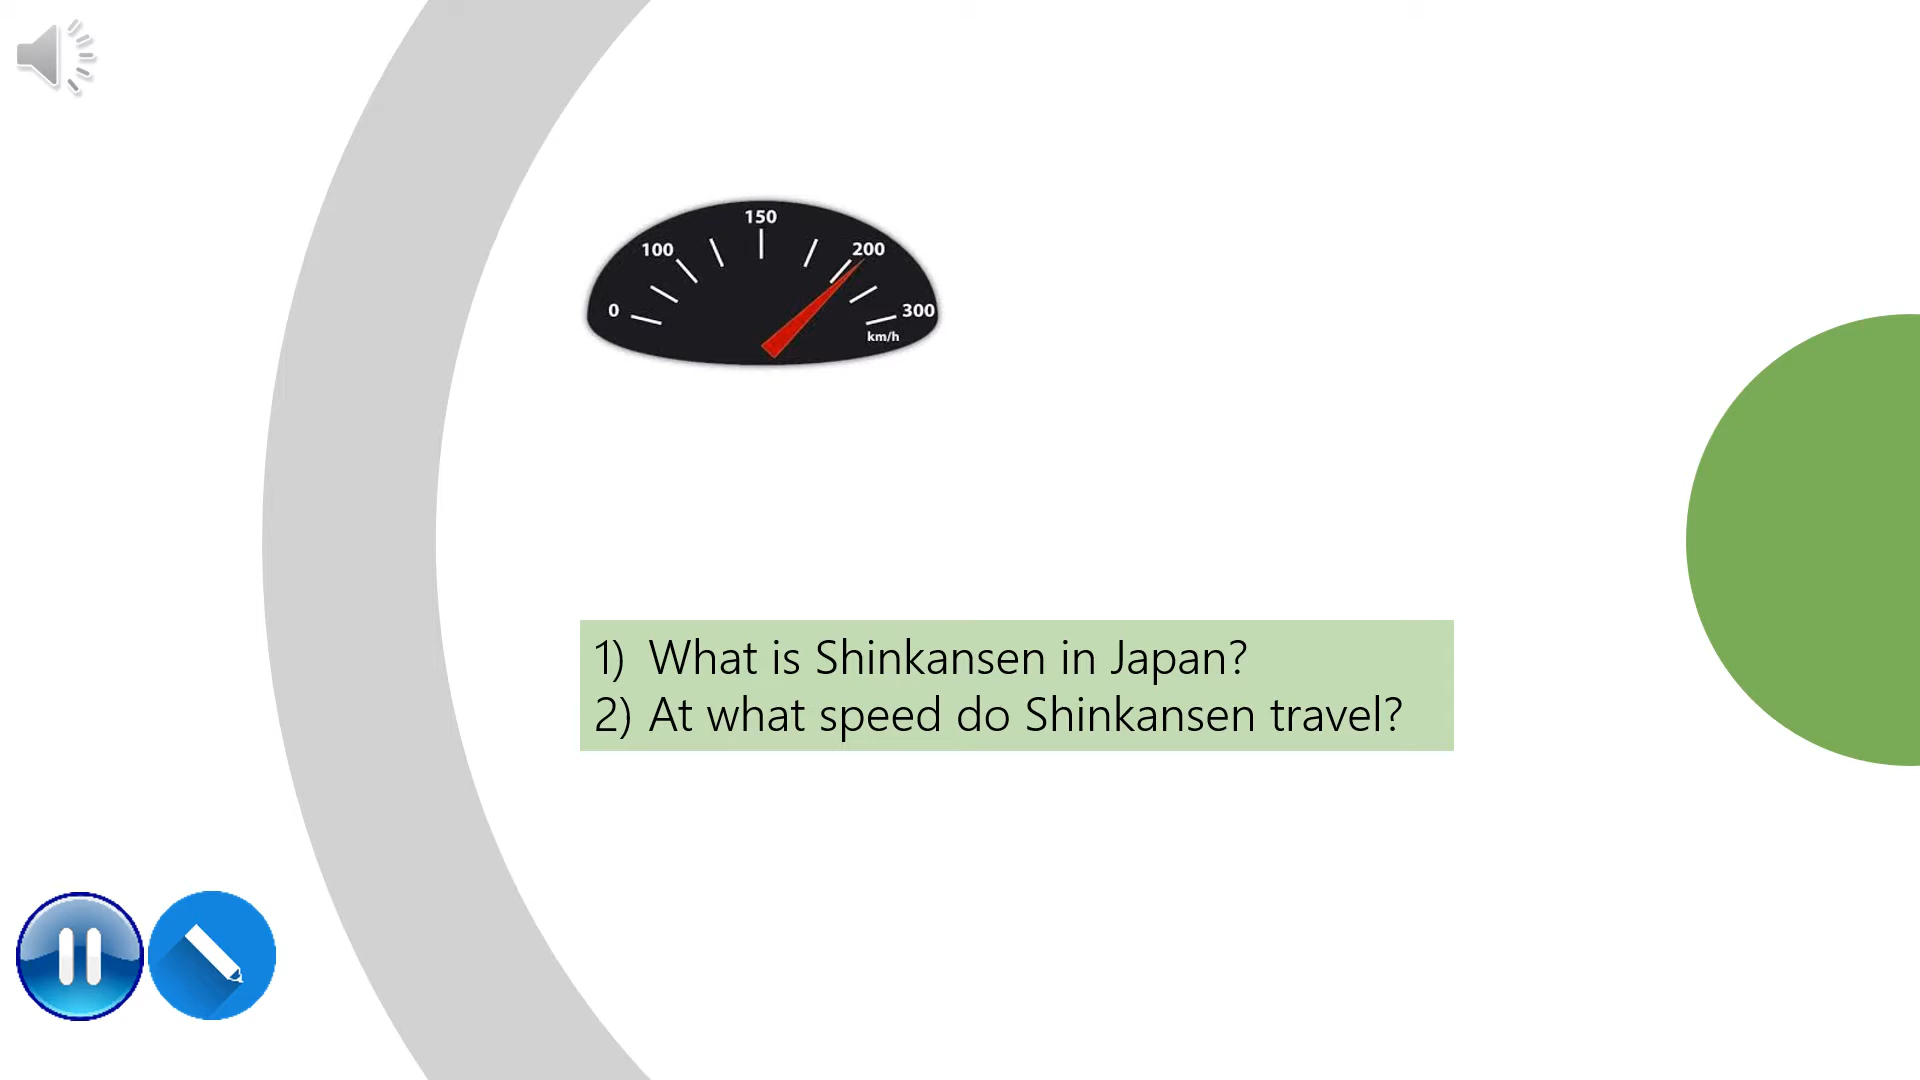 150
100
200
0
300
km/h
1) What is Shinkansen in Japan?
2) At what speed do Shinkansen travel?